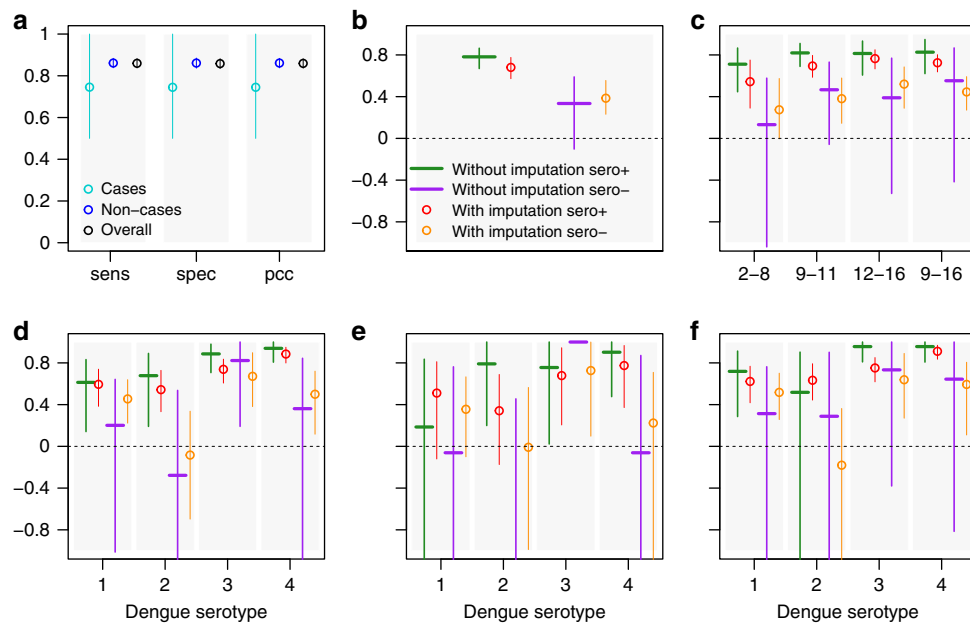 a
1
0.8
0.6
0.4
0.2
0
Cases
Non−cases
Overall
sens
spec
pcc
b
0.8
0.4
0
−0.4
−0.8
Without imputation sero+
Without imputation sero−
With imputation sero+
With imputation sero−
c
2−8
9−11
12−16
9−16
d
0.8
0.4
0
−0.4
−0.8
1
2
3
4
Dengue serotype
e
1
2
3
4
Dengue serotype
f
1
2
3
4
Dengue serotype